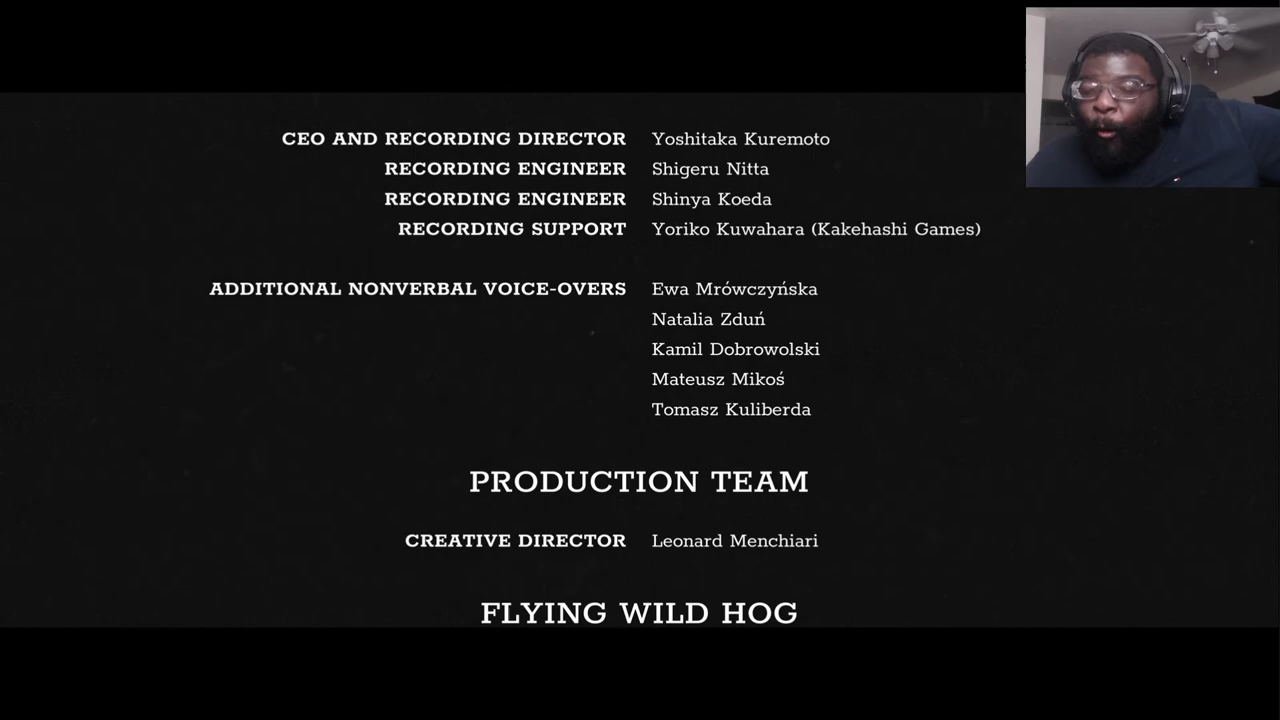 CEO AND RECORDING DIRECTOR Yoshitaka Kuremoto
RECORDING ENGINEER Shigeru Nitta
RECORDING ENGINEER Shinya Koeda
RECORDING SUPPORT Yoriko Kuwahara (Kakehashi Games)
ADDITIONAL NONVERBAL VOICE-OVERS Ewa Mrówczyńska
Natalia Zduń
Kamil Dobrowolski
Mateusz Mikoś
Tomasz Kuliberda
PRODUCTION TEAM
CREATIVE DIRECTOR Leonard Menchiari
FLYING WILD HOG